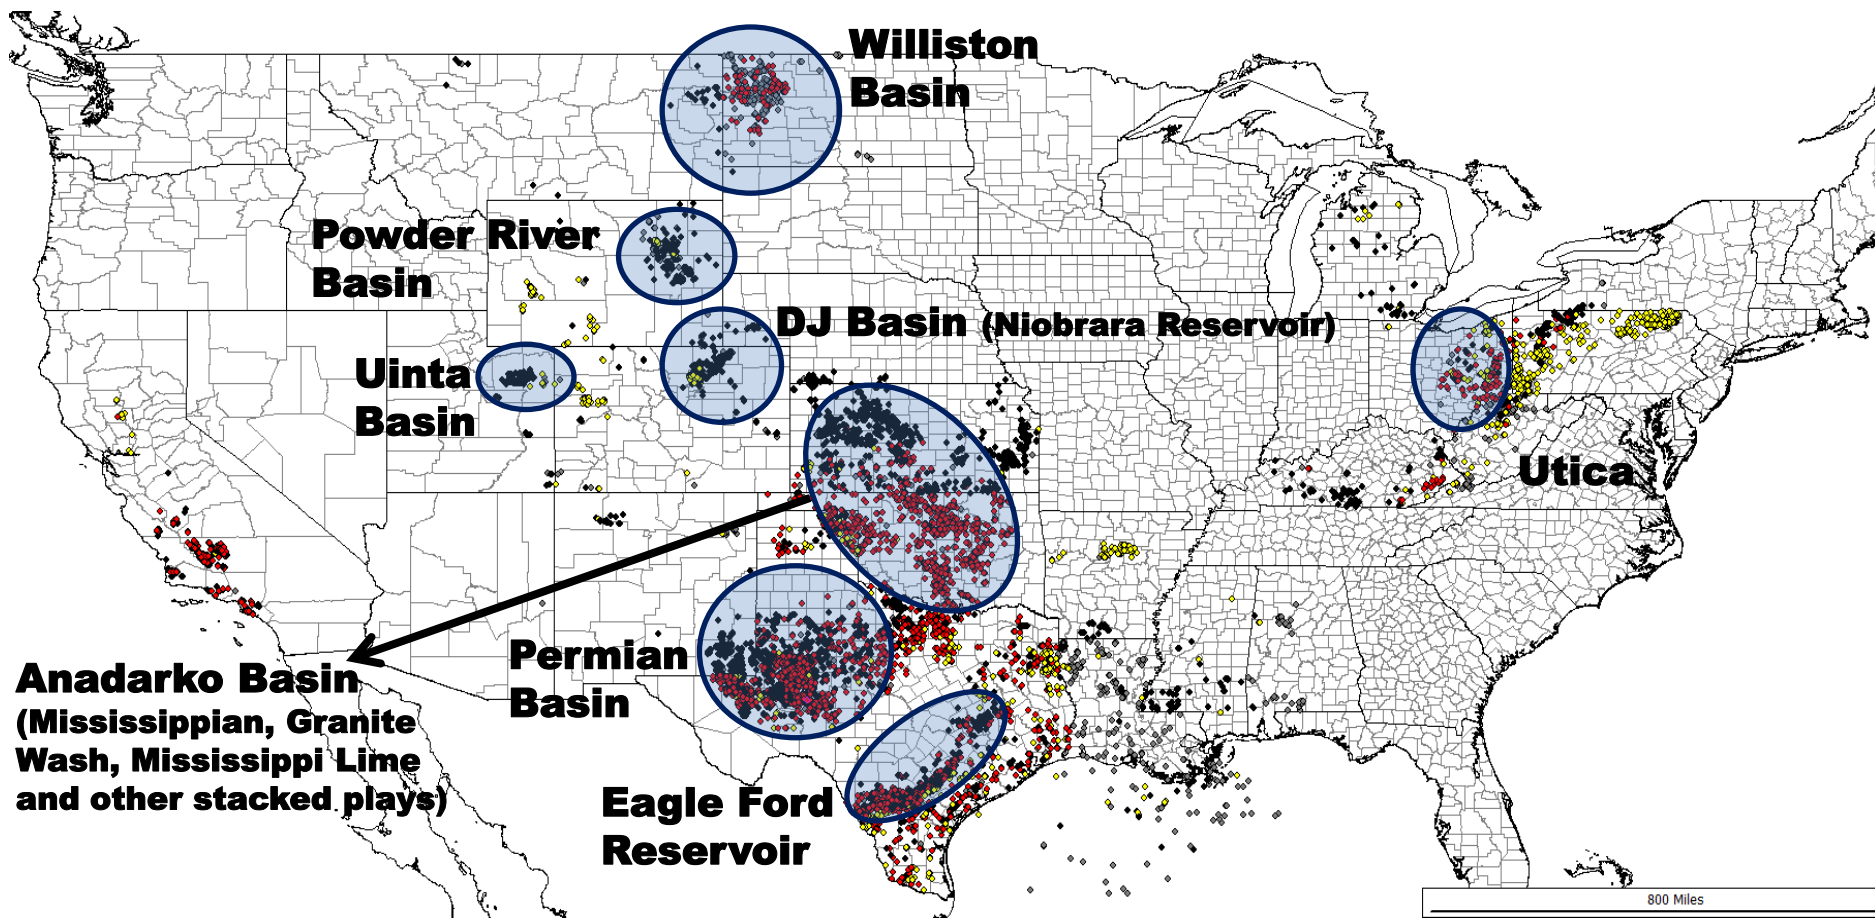 Williston
Basin
Powder River
Basin
DJ Basin (Niobrara Reservoir)
Uinta
Basin
Utica
Permian
Basin
Anadarko Basin
(Mississippian, Granite
Wash, Mississippi Lime
and other stacked plays)
Eagle Ford
Reservoir
800 Miles